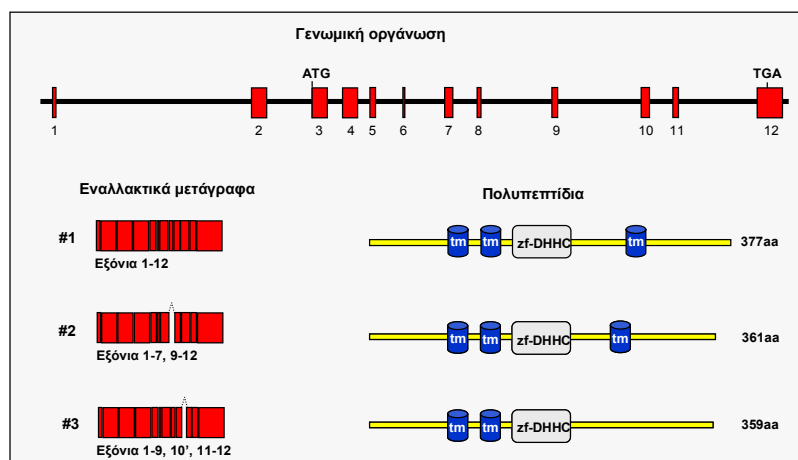 Γενωμική οργάνωση
ATG
TGA
1 2 3 4 5 6 7 8 9 10 11 12
Εναλλακτικά μετάγραφα
Πολυπεπτίδια
#1
tm tm zf-DHHC tm
377aa
Εξόνια 1-12
#2
tm tm zf-DHHC tm
361aa
Εξόνια 1-7, 9-12
#3
tm tm zf-DHHC
359aa
Εξόνια 1-9, 10’, 11-12